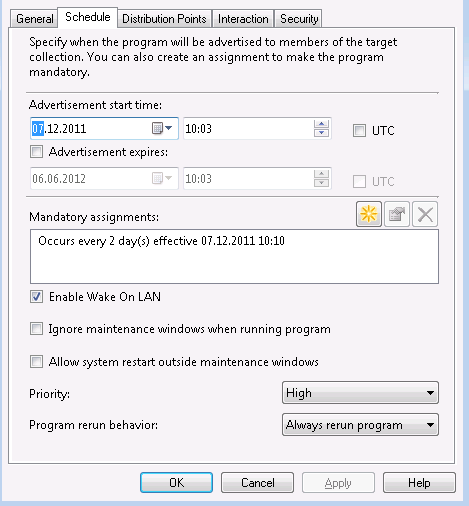 General Schedule Distribution Points Interaction Security
Specify when the program will be advertised to members of the target
collection. You can also create an assignment to make the program
mandatory.
Advertisement start time:
07.12.2011 10:03 UTC
Advertisement expires:
06.06.2012 10:03 UTC
Mandatory assignments:
Occurs every 2 day(s) effective 07.12.2011 10:10
Enable Wake On LAN
Ignore maintenance windows when running program
Allow system restart outside maintenance windows
Priority: High
Program rerun behavior: Always rerun program
OK Cancel Apply Help